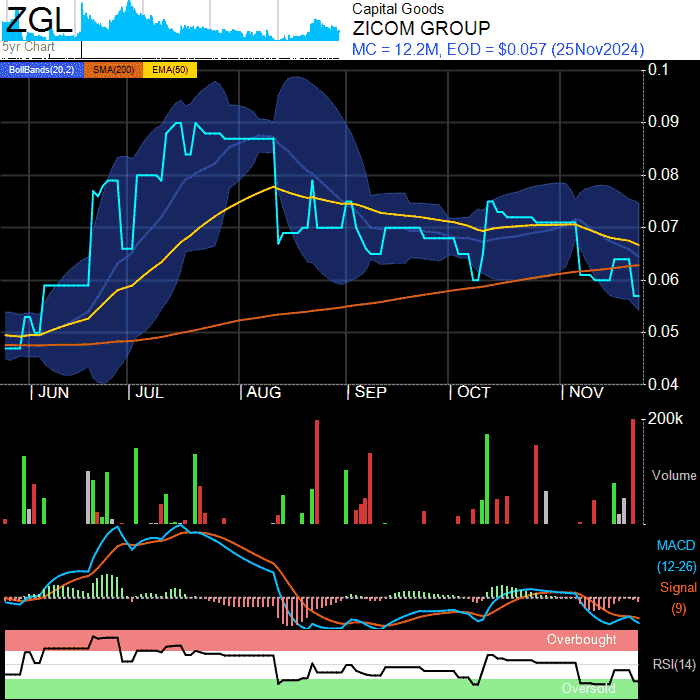 ZGL
5yr Chart
Capital Goods
ZICOM GROUP
MC = 12.2M, EOD = $0.057 (25Nov2024)
BollBands(20,2) SMA(200) EMA(50)
0.1
0.09
0.08
0.07
0.06
0.05
0.04
JUN JUL AUG SEP OCT NOV
200k
Volume
MACD
(12-26)
Signal
(9)
Overbought
RSI(14)
Oversold